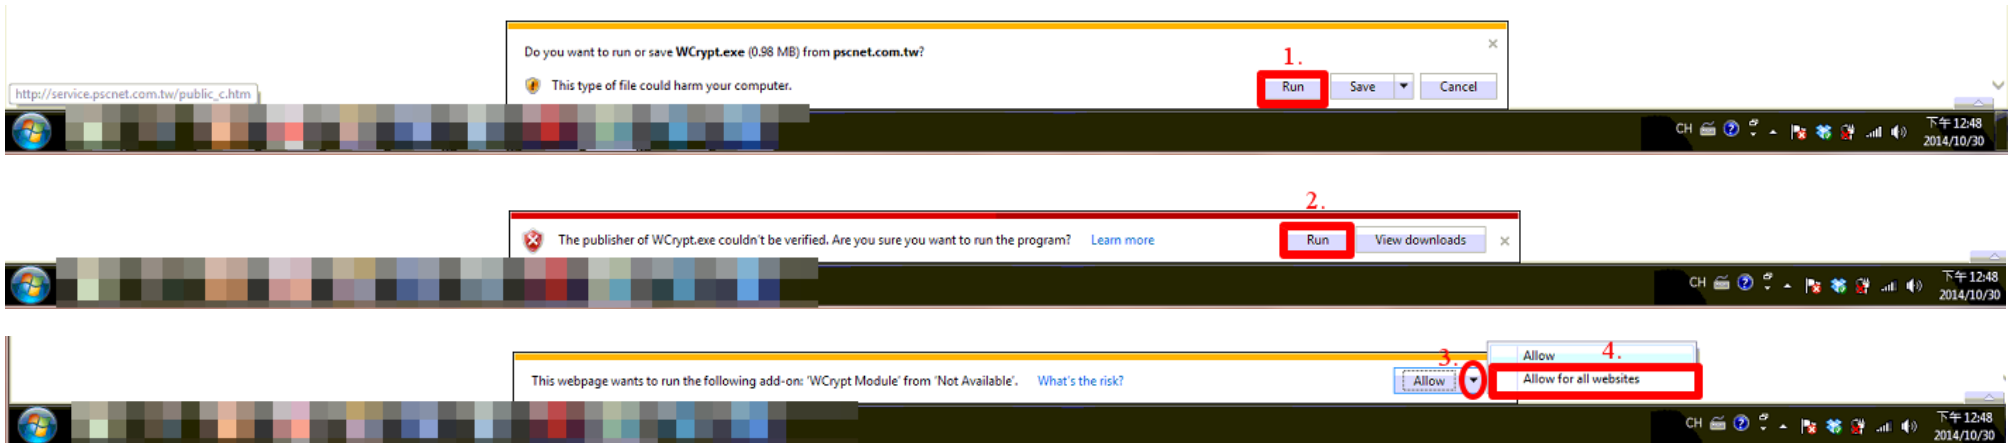 Do you want to run or save WCrypt.exe (0.98 MB) from pscnet.com.tw?
1.
This type of file could harm your computer.
Run
Save
Cancel
http://service.pscnet.com.tw/public_c.htm
CH
下午 12:48
2014/10/30
2.
The publisher of WCrypt.exe couldn't be verified. Are you sure you want to run the program? Learn more
Run
View downloads
CH
下午 12:48
2014/10/30
3.
4.
Allow
This webpage wants to run the following add-on: 'WCrypt Module' from 'Not Available'. What's the risk?
Allow
Allow for all websites
CH
下午 12:48
2014/10/30